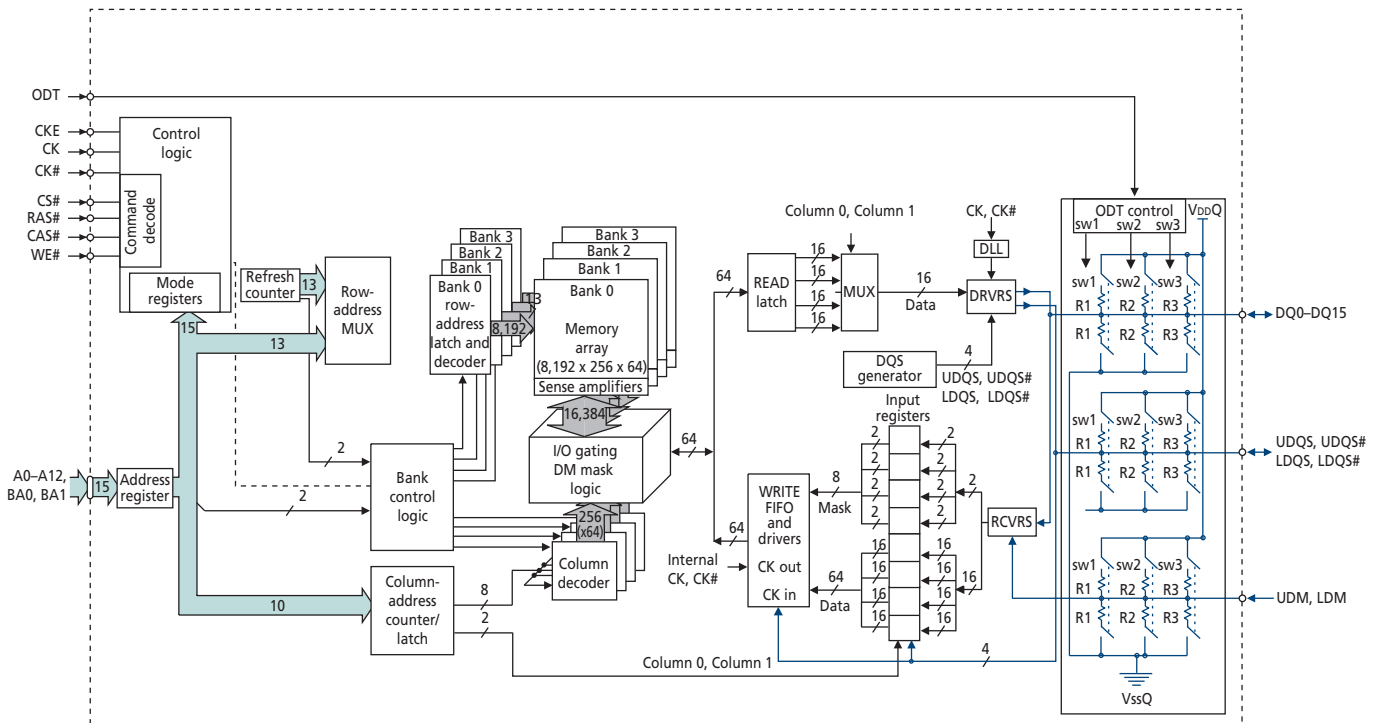 ODT
CKE
CK
CK#
CS#
RAS#
CAS#
WE#
Control
logic
Command
decode
Mode
registers
Refresh
counter
13
Row-
address
MUX
15
13
A0–A12,
BA0, BA1
15
Address
register
2
2
10
Bank
control
logic
Column-
address
counter/
latch
8
2
Bank 3
Bank 2
Bank 1
Bank 0
row-
address
latch and
decoder
13
8,192
Bank 3
Bank 2
Bank 1
Bank 0
Memory
array
(8,192 x 256 x 64)
Sense amplifiers
16,384
I/O gating
DM mask
logic
256
(x64)
Column
decoder
64
64
READ
latch
16
16
16
16
Column 0, Column 1
MUX
16
Data
CK, CK#
DLL
DRVRS
DQS
generator
4
UDQS, UDQS#
LDQS, LDQS#
Input
registers
2
2
2
2
2
2
2
2
2
8
Mask
WRITE
FIFO
and
drivers
CK out
CK in
64
Internal
CK, CK#
64
Data
16
16
16
16
16
16
16
16
16
RCVRS
Column 0, Column 1
4
ODT control
VDDQ
sw1
sw2
sw3
sw1
sw2
sw3
R1
R2
R3
R1
R2
R3
DQ0–DQ15
sw1
sw2
sw3
R1
R2
R3
R1
R2
R3
UDQS, UDQS#
LDQS, LDQS#
sw1
sw2
sw3
R1
R2
R3
R1
R2
R3
UDM, LDM
VssQ